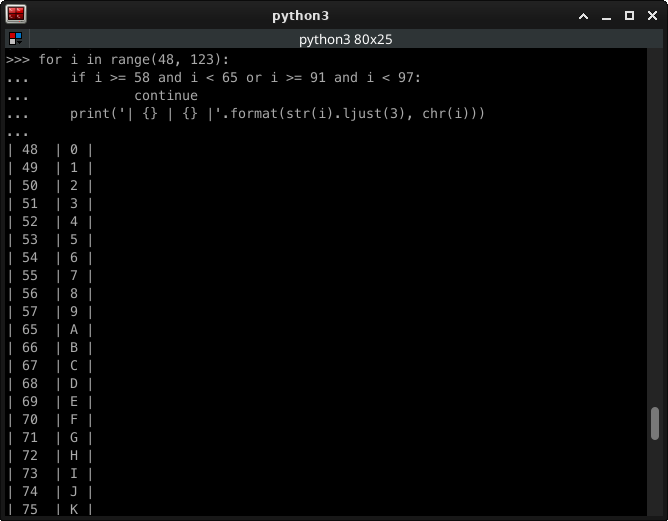 python3
python3 80x25
>>> for i in range(48, 123):
...     if i >= 58 and i < 65 or i >= 91 and i < 97:
...             continue
...     print('| {} | {} |'.format(str(i).ljust(3), chr(i)))
...
| 48  | 0 |
| 49  | 1 |
| 50  | 2 |
| 51  | 3 |
| 52  | 4 |
| 53  | 5 |
| 54  | 6 |
| 55  | 7 |
| 56  | 8 |
| 57  | 9 |
| 65  | A |
| 66  | B |
| 67  | C |
| 68  | D |
| 69  | E |
| 70  | F |
| 71  | G |
| 72  | H |
| 73  | I |
| 74  | J |
| 75  | K |